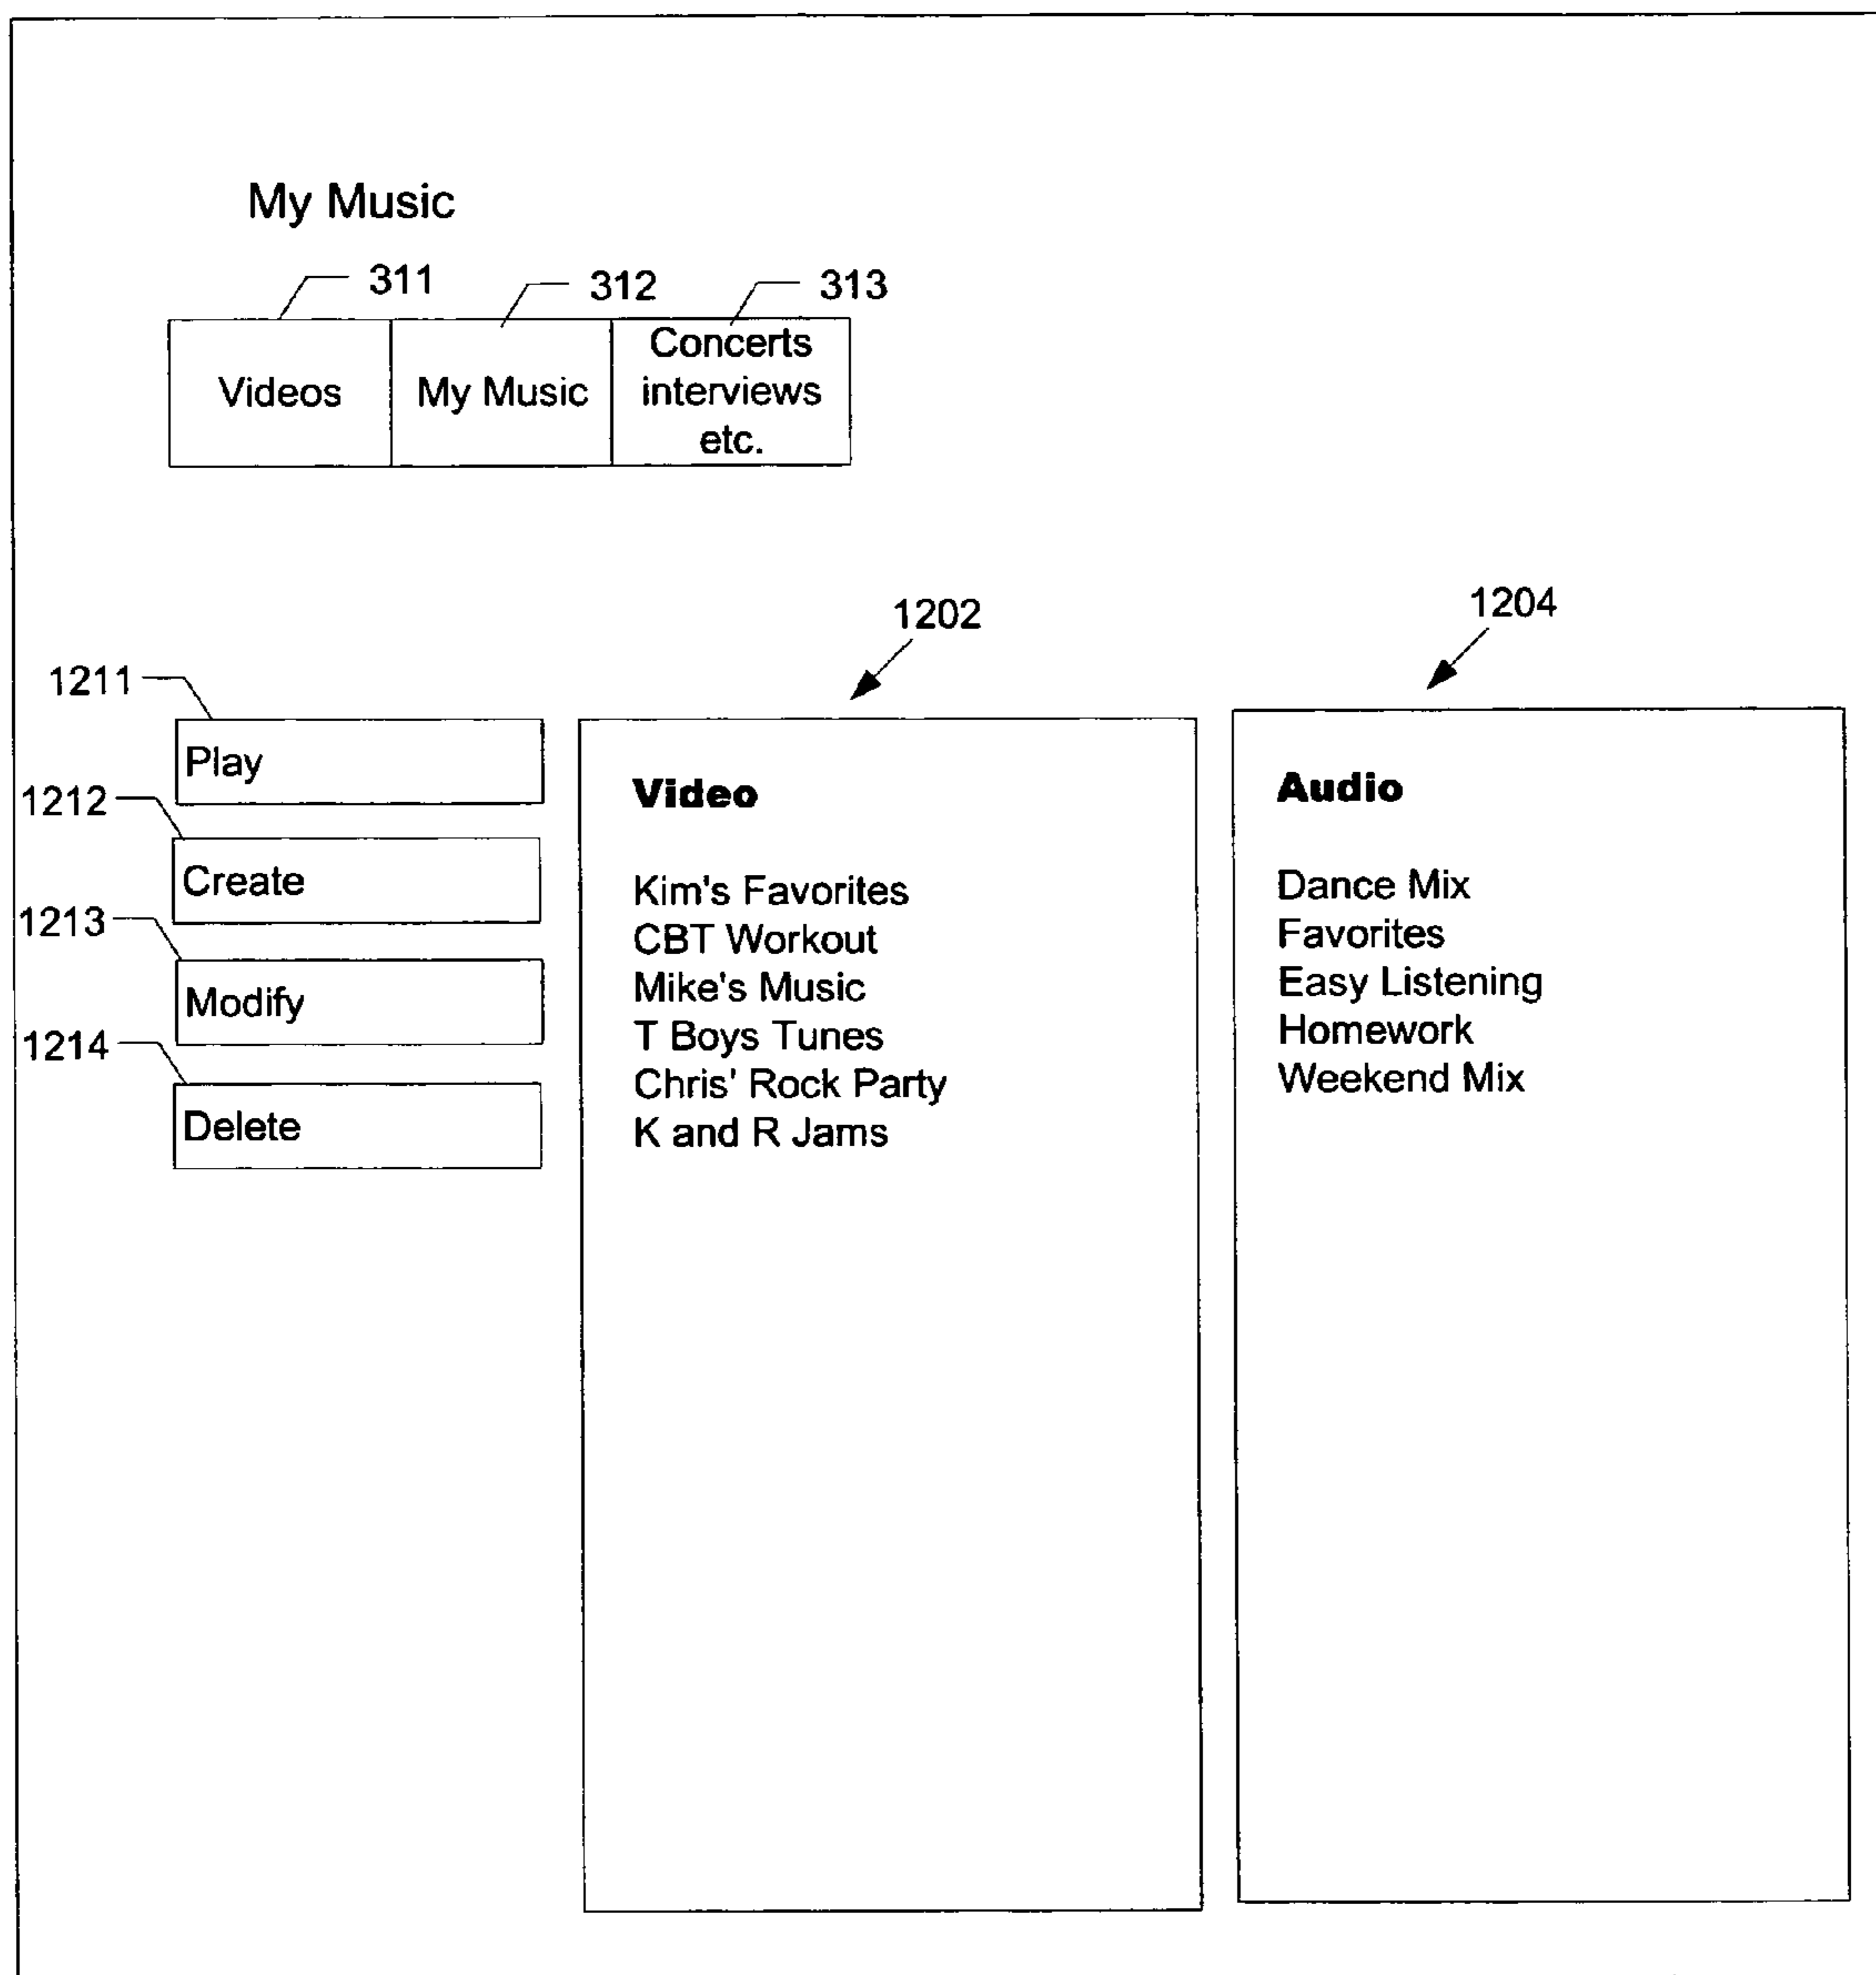 My Music
311
312
313
Videos
My Music
Concerts
interviews
etc.
1202
1204
1211
Play
1212
Create
1213
Modify
1214
Delete
Video
Kim's Favorites
CBT Workout
Mike's Music
T Boys Tunes
Chris' Rock Party
K and R Jams
Audio
Dance Mix
Favorites
Easy Listening
Homework
Weekend Mix